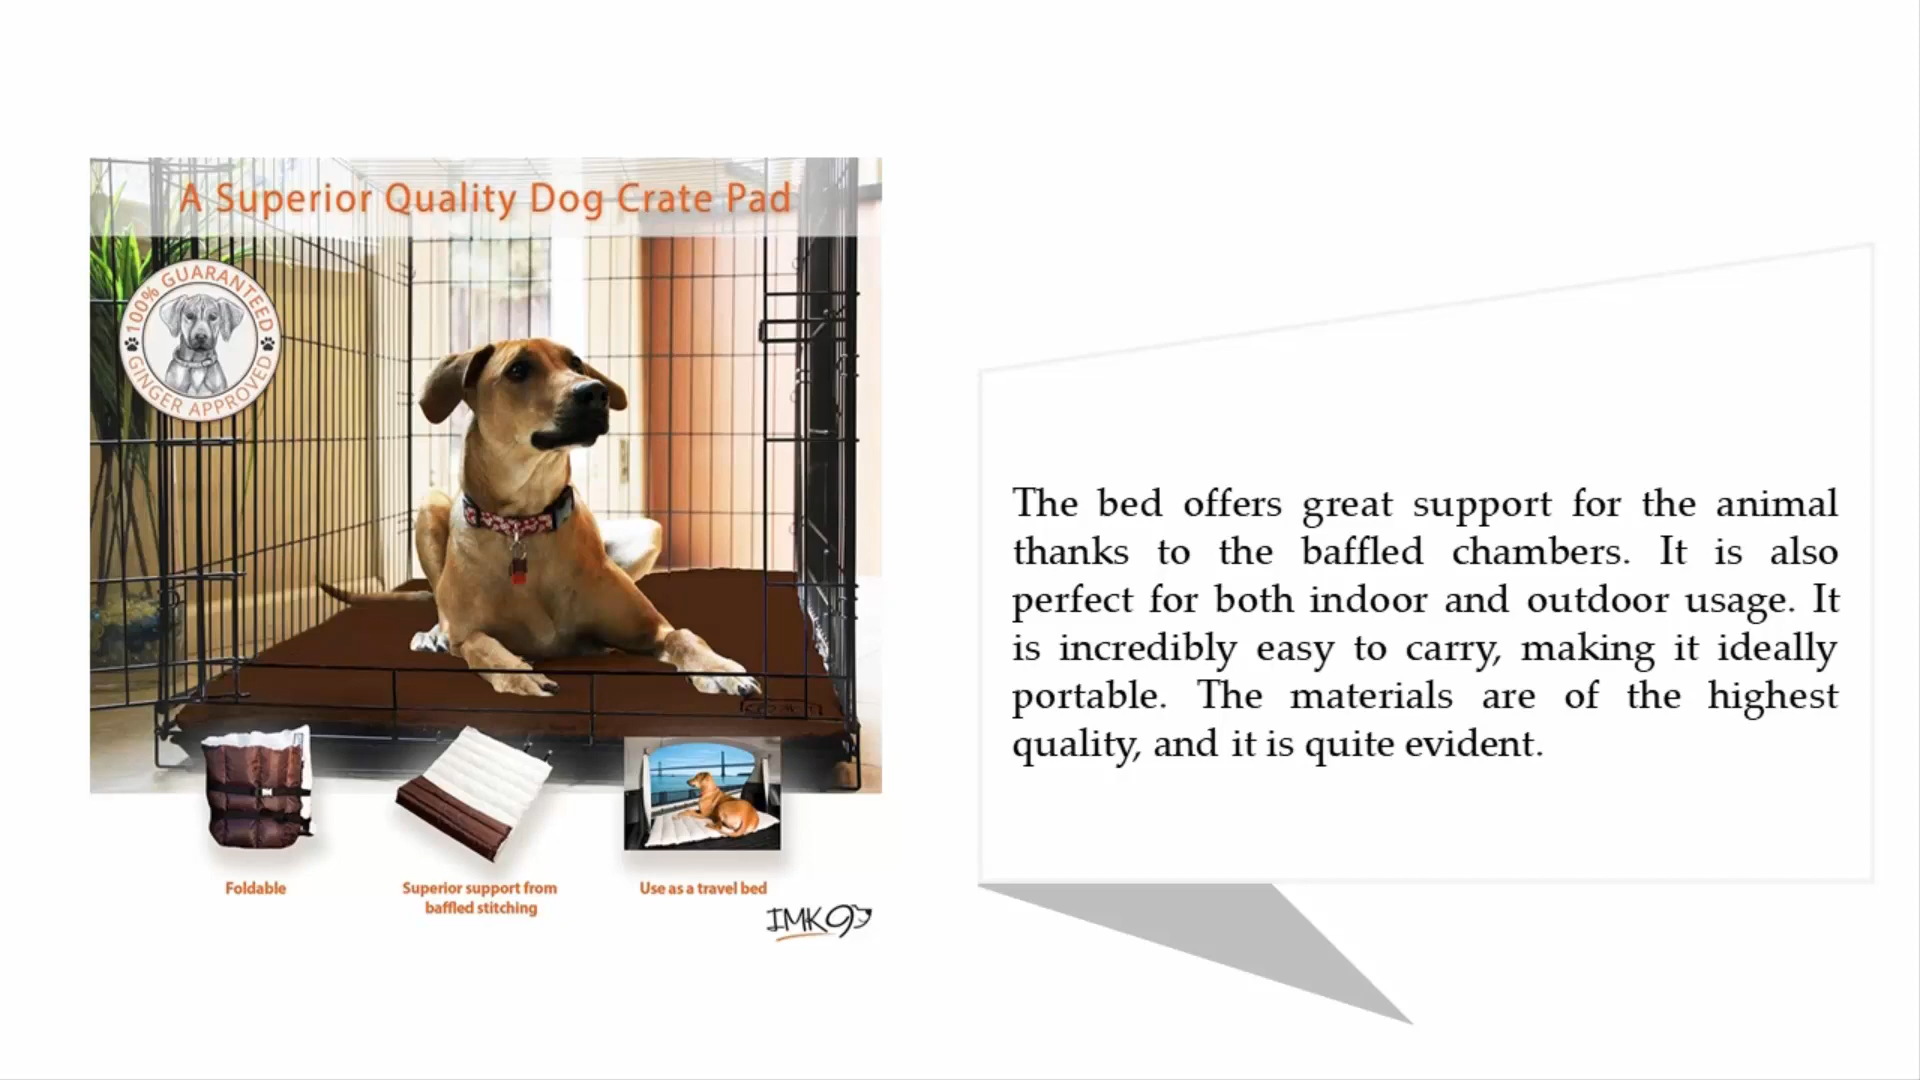 A Superior Quality Dog Crate Pad
100% GUARANTEED
GINGER APPROVED
Foldable
Superior support from
baffled stitching
Use as a travel bed
IMK9
The bed offers great support for the animal
thanks to the baffled chambers. It is also
perfect for both indoor and outdoor usage. It
is incredibly easy to carry, making it ideally
portable. The materials are of the highest
quality, and it is quite evident.